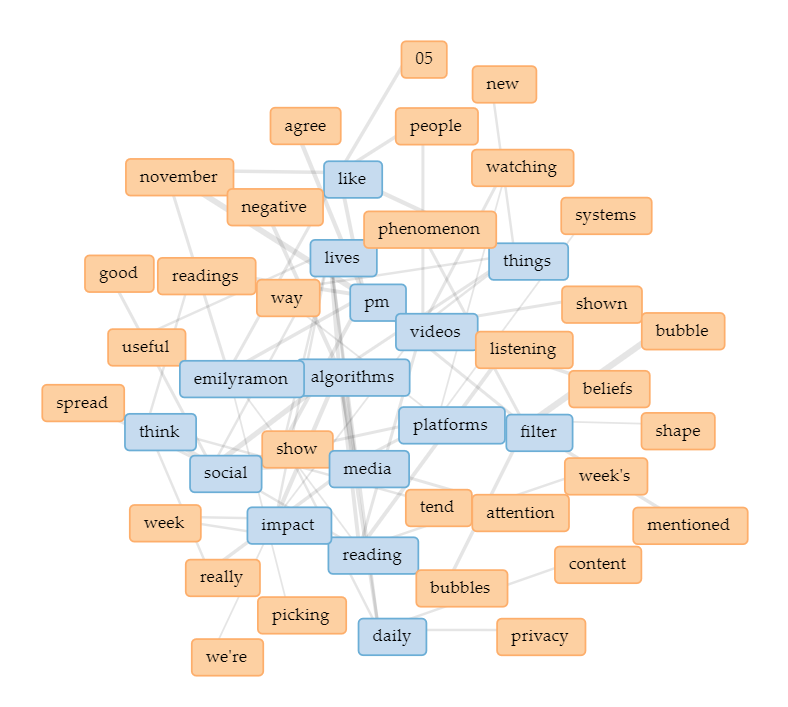 05
new
agree
people
watching
november
like
negative
systems
phenomenon
lives
things
good
readings
way
pm
shown
videos
bubble
useful
listening
emilyramon
algorithms
beliefs
spread
think
platforms
filter
shape
show
social
media
week's
tend
attention
week
impact
mentioned
reading
content
really
bubbles
picking
daily
privacy
we're